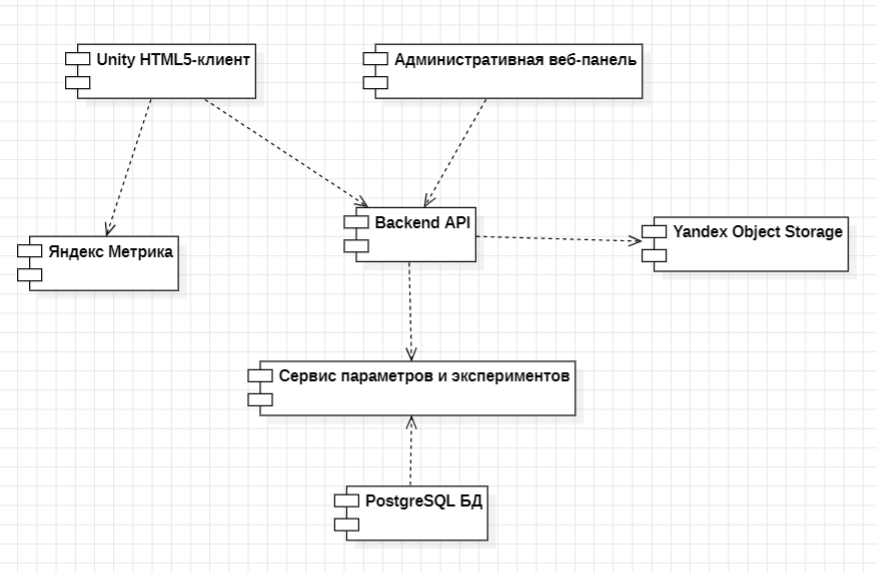 Unity HTML5-клиент
Административная веб-панель
Backend API
Yandex Object Storage
Яндекс Метрика
Сервис параметров и экспериментов
PostgreSQL БД